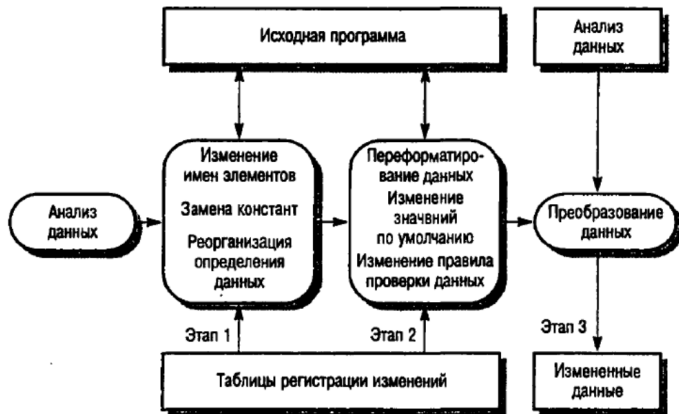 Исходная программа
Анализ
данных
Изменение
имен элементов
Замена констант
Реорганизация
определения
данных
Переформатиро-
вание данных
Изменение
значвний
по умолчанию
Изменение правила
проверки данных
Анализ
данных
Преобразование
данных
Этап 1
Этап 2
Этап 3
Таблицы регистрации изменений
Измененные
данные